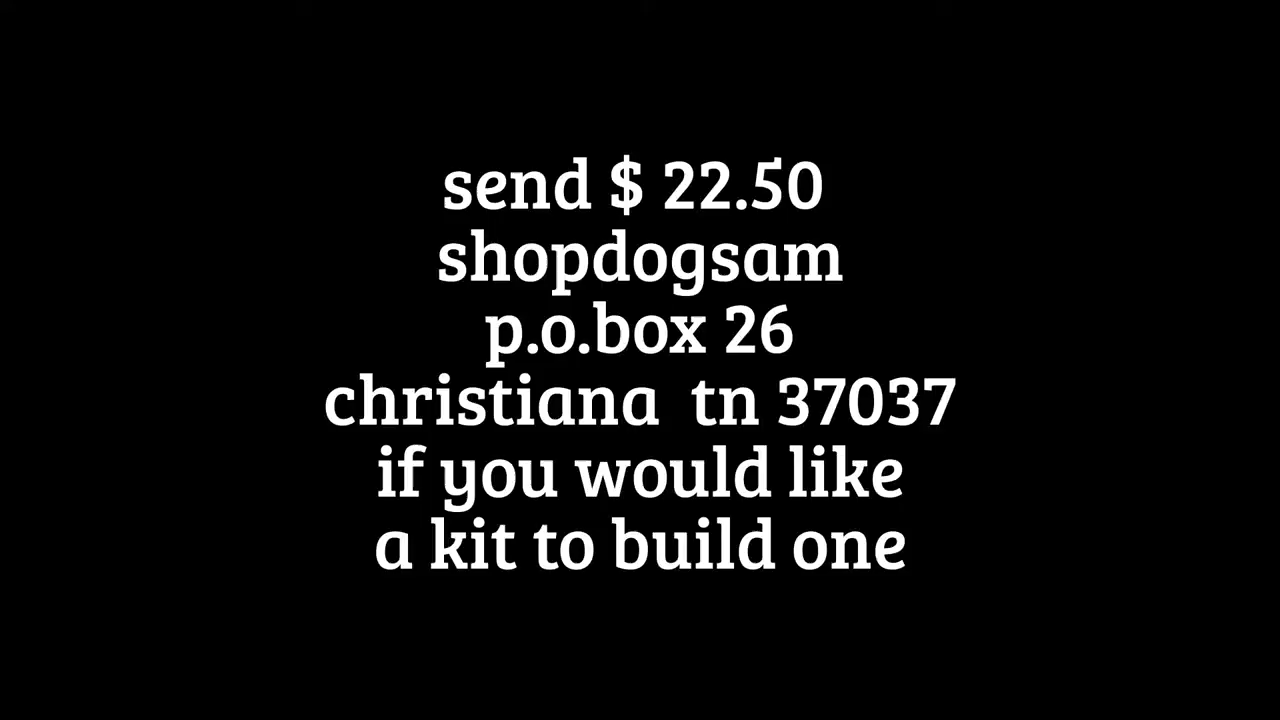 send $ 22.50
shopdogsam
p.o.box 26
christiana  tn 37037
if you would like
a kit to build one